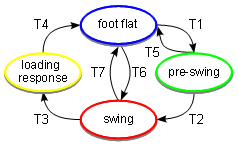 T4
foot flat
T1
T5
loading
response
T7
T6
pre-swing
T3
swing
T2